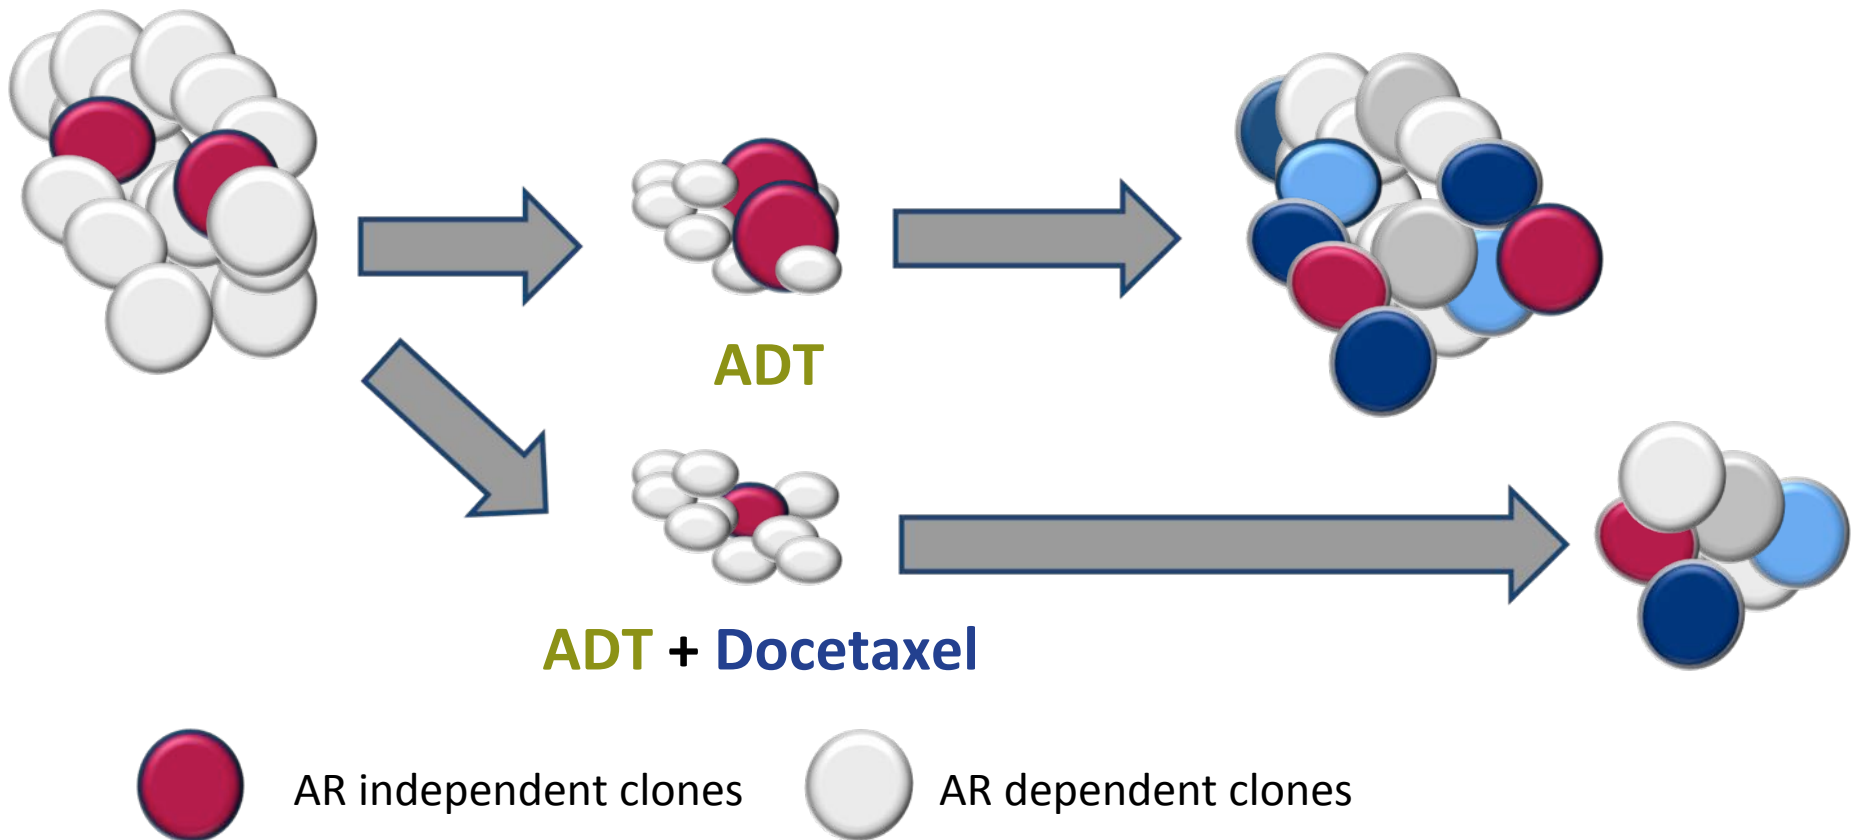 ADT
ADT + Docetaxel
AR independent clones
AR dependent clones